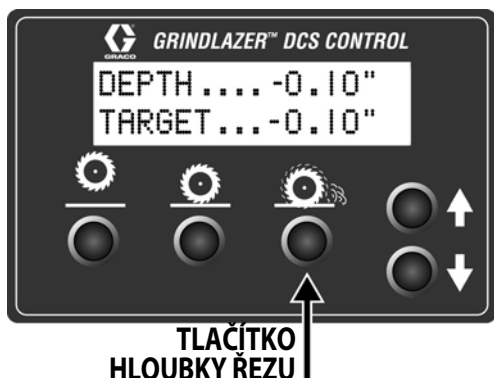 GRACO
GRINDLAZER™ DCS CONTROL
DEPTH....-0.10"
TARGET...-0.10"
TLAČÍTKO
HLOUBKY ŘEZU